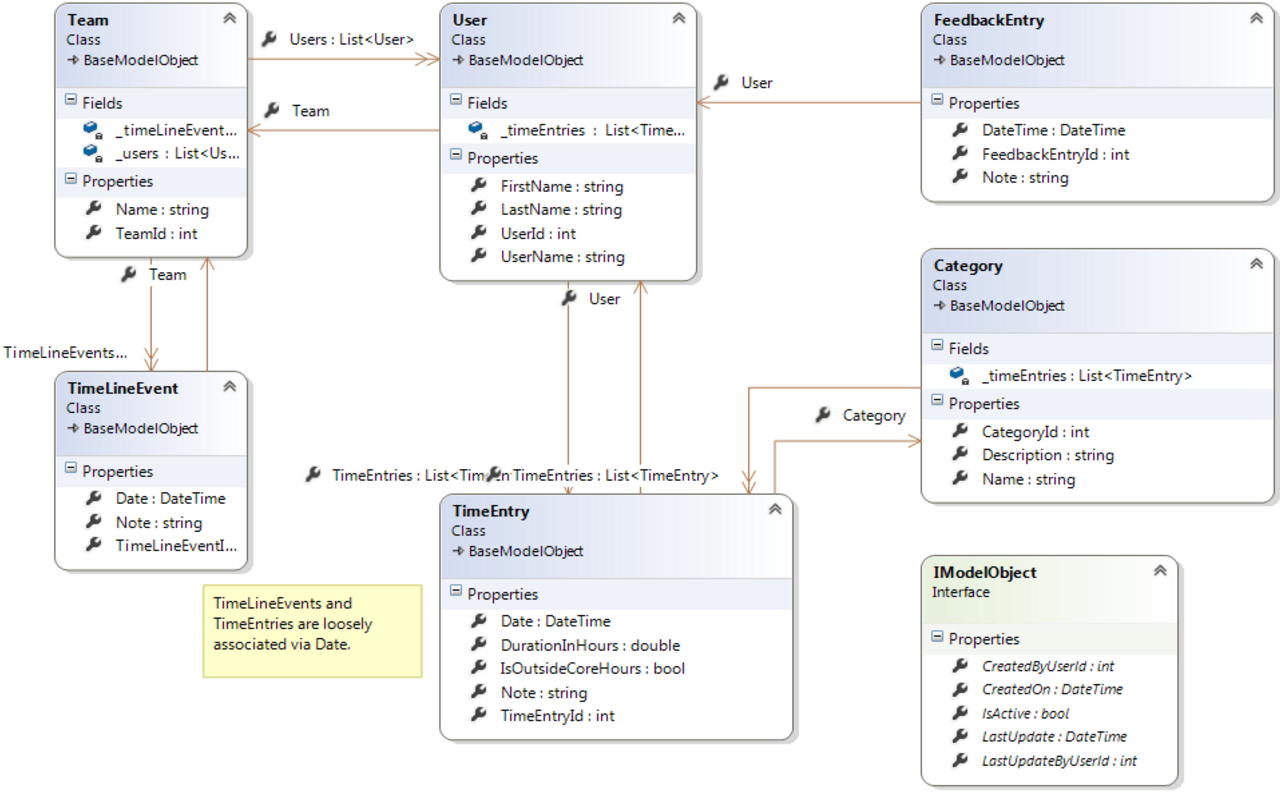 Team
Class
BaseModelObject
Fields
_timeLineEvent...
_users : List<Us...
Properties
Name : string
TeamId : int
Users : List<User>
Team
User
Class
BaseModelObject
Fields
_timeEntries : List<Time...
Properties
FirstName : string
LastName : string
UserId : int
UserName : string
User
FeedbackEntry
Class
BaseModelObject
Properties
DateTime : DateTime
FeedbackEntryId : int
Note : string
Team
TimeLineEvents...
TimeLineEvent
Class
BaseModelObject
Properties
Date : DateTime
Note : string
TimeLineEventI...
User
TimeEntries : List<Tim
TimeEntries : List<TimeEntry>
Category
Class
BaseModelObject
Fields
_timeEntries : List<TimeEntry>
Properties
CategoryId : int
Description : string
Name : string
Category
TimeEntry
Class
BaseModelObject
Properties
Date : DateTime
DurationInHours : double
IsOutsideCoreHours : bool
Note : string
TimeEntryId : int
TimeLineEvents and
TimeEntries are loosely
associated via Date.
IModelObject
Interface
Properties
CreatedByUserId : int
CreatedOn : DateTime
IsActive : bool
LastUpdate : DateTime
LastUpdateByUserId : int